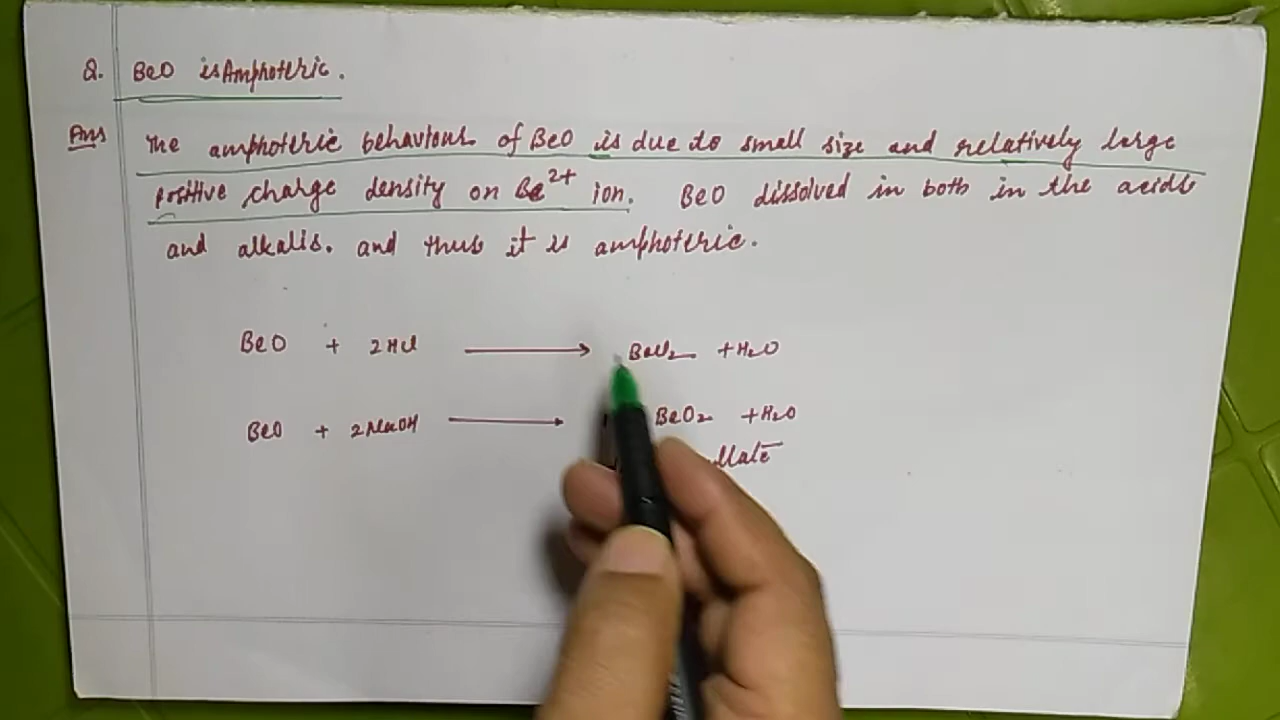 Q. BeO is Amphoteric.
Ans The amphoteric behaviour of BeO is due to small size and relatively large
positive charge density on Be2+ ion. BeO dissolved in both in the acids
and alkalis. and thus it is amphoteric.
BeO + 2HCl → BeCl2 + H2O
BeO + 2NaOH → BeO2 + H2O